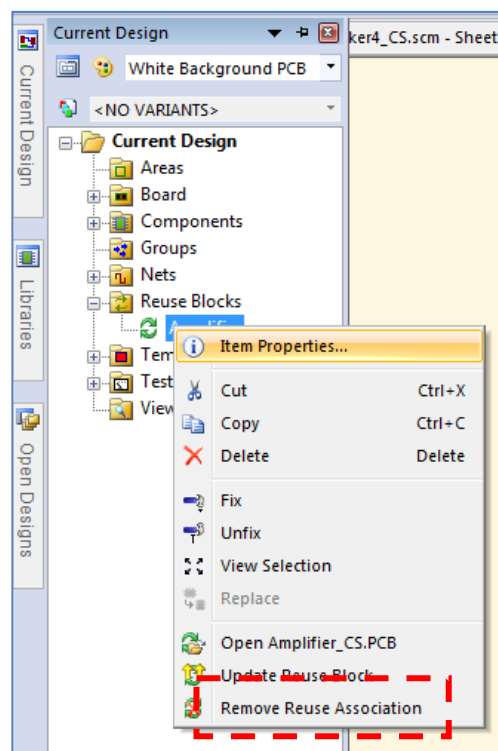 Current Design
ker4_CS.scm - Sheet
White Background PCB
<NO VARIANTS>
Current Design
Areas
Board
Components
Groups
Nets
Reuse Blocks
Item Properties...
Cut Ctrl+X
Copy Ctrl+C
Delete Delete
Fix
Unfix
View Selection
Replace
Open Amplifier_CS.PCB
Update Reuse Block
Remove Reuse Association
Tem
Test
View
Current Design
Libraries
Open Designs